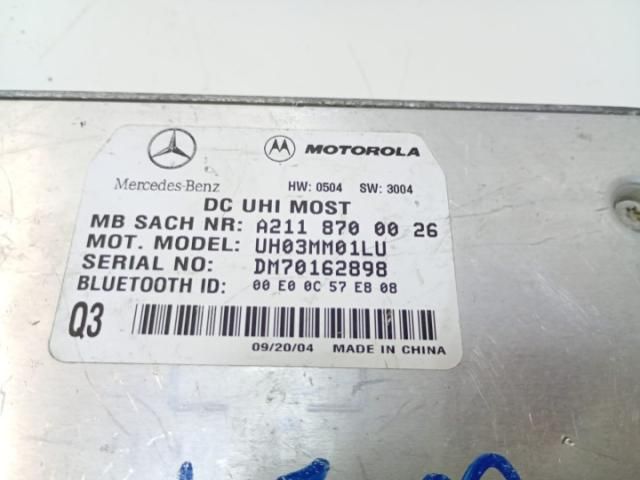 MOTOROLA
Mercedes-Benz HW: 0504 SW: 3004
DC UHI MOST
MB SACH NR: A211 870 00 26
MOT. MODEL: UH03MM01LU
SERIAL NO: DM70162898
BLUETOOTH ID: 00 E0 0C 57 E8 08
Q3
09/20/04 MADE IN CHINA